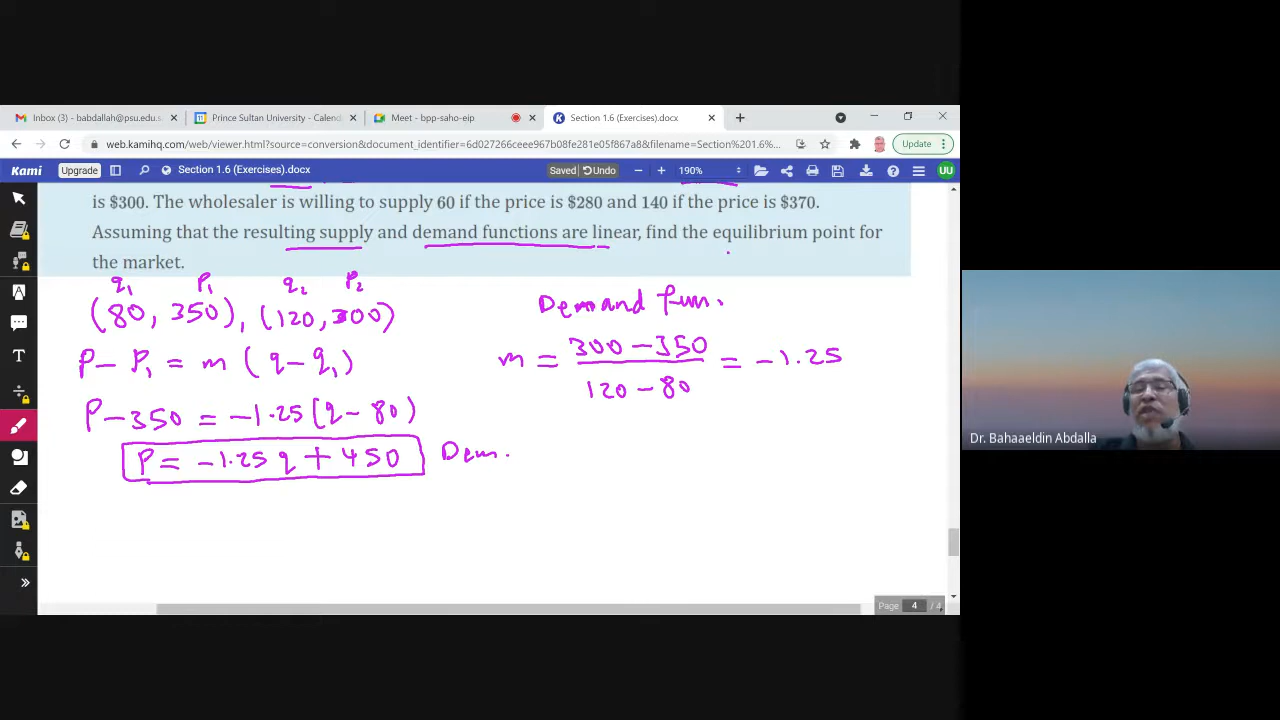 Inbox (3) - babdallah@psu.edu.s
Prince Sultan University - Calend
Meet - bpp-saho-eip
Section 1.6 (Exercises).docx
web.kamihq.com/web/viewer.html?source=conversion&document_identifier=6d027266ceee967b08fe281e05f867a8&filename=Section%201.6%...
Update
Kami
Upgrade
Section 1.6 (Exercises).docx
Saved
Undo
190%
UU
is $300. The wholesaler is willing to supply 60 if the price is $280 and 140 if the price is $370.
Assuming that the resulting supply and demand functions are linear, find the equilibrium point for
the market.
q₁ P₁ q₂ P₂
(80, 350), (120, 300)
Demand fun.
P - P₁ = m (q - q₁)
m = (300 - 350) / (120 - 80) = -1.25
P - 350 = -1.25 (q - 80)
P = -1.25 q + 450 Dem.
Dr. Bahaaeldin Abdalla
Page 4 / 4